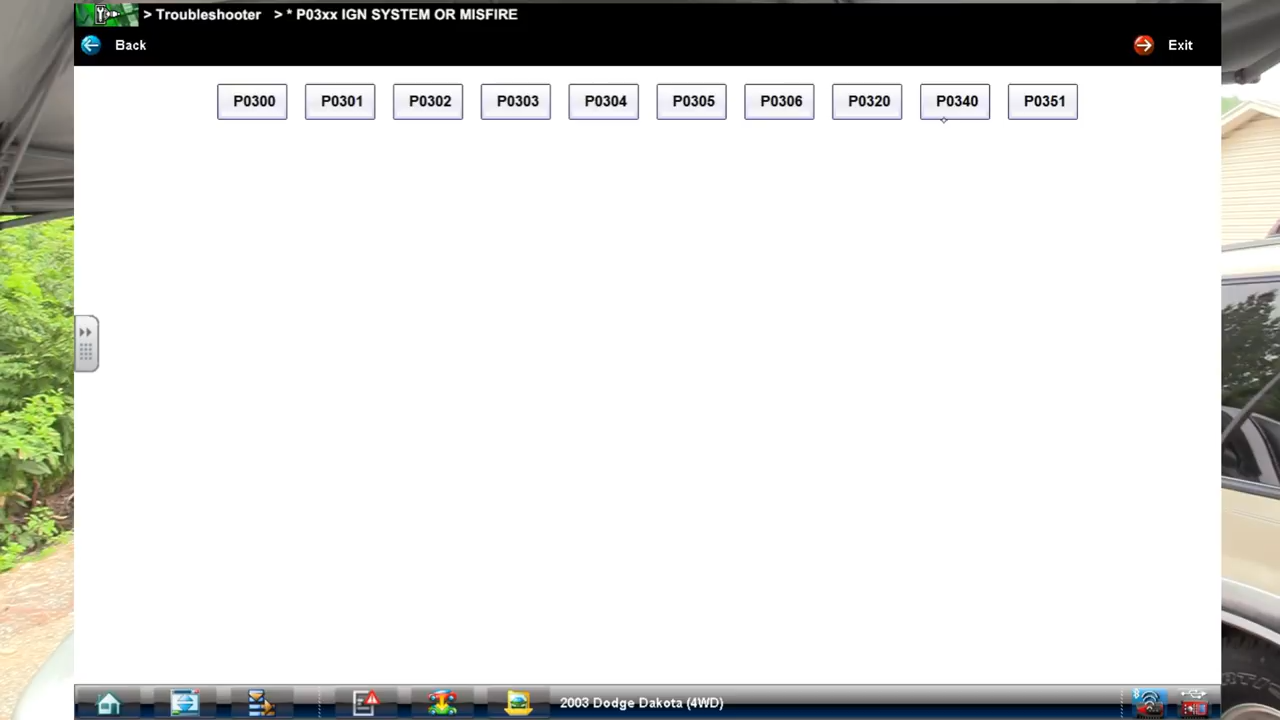 > Troubleshooter > * P03xx IGN SYSTEM OR MISFIRE
Back
Exit
P0300 P0301 P0302 P0303 P0304 P0305 P0306 P0320 P0340 P0351
2003 Dodge Dakota (4WD)